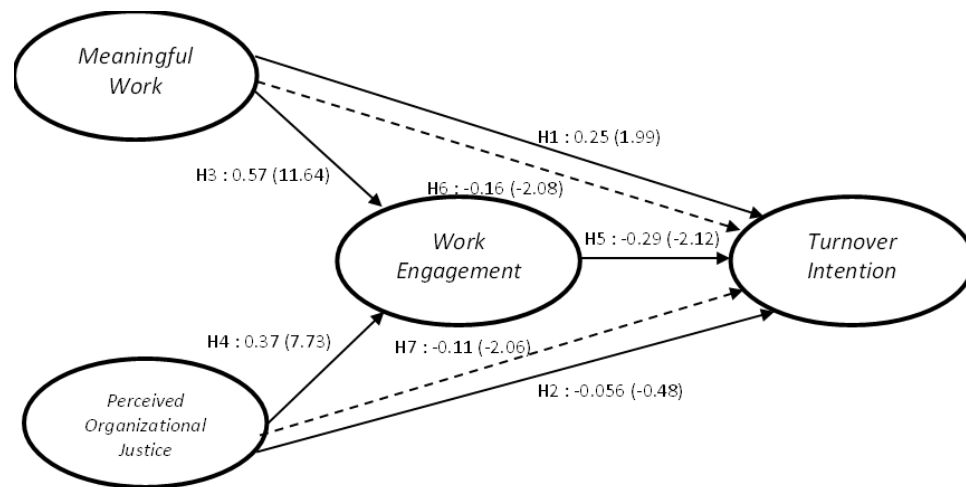 Meaningful
Work
H1 : 0.25 (1.99)
H3 : 0.57 (11.64)
H6 : -0.16 (-2.08)
Work
Engagement
H5 : -0.29 (-2.12)
Turnover
Intention
H4 : 0.37 (7.73)
H7 : -0.11 (-2.06)
H2 : -0.056 (-0.48)
Perceived
Organizational
Justice